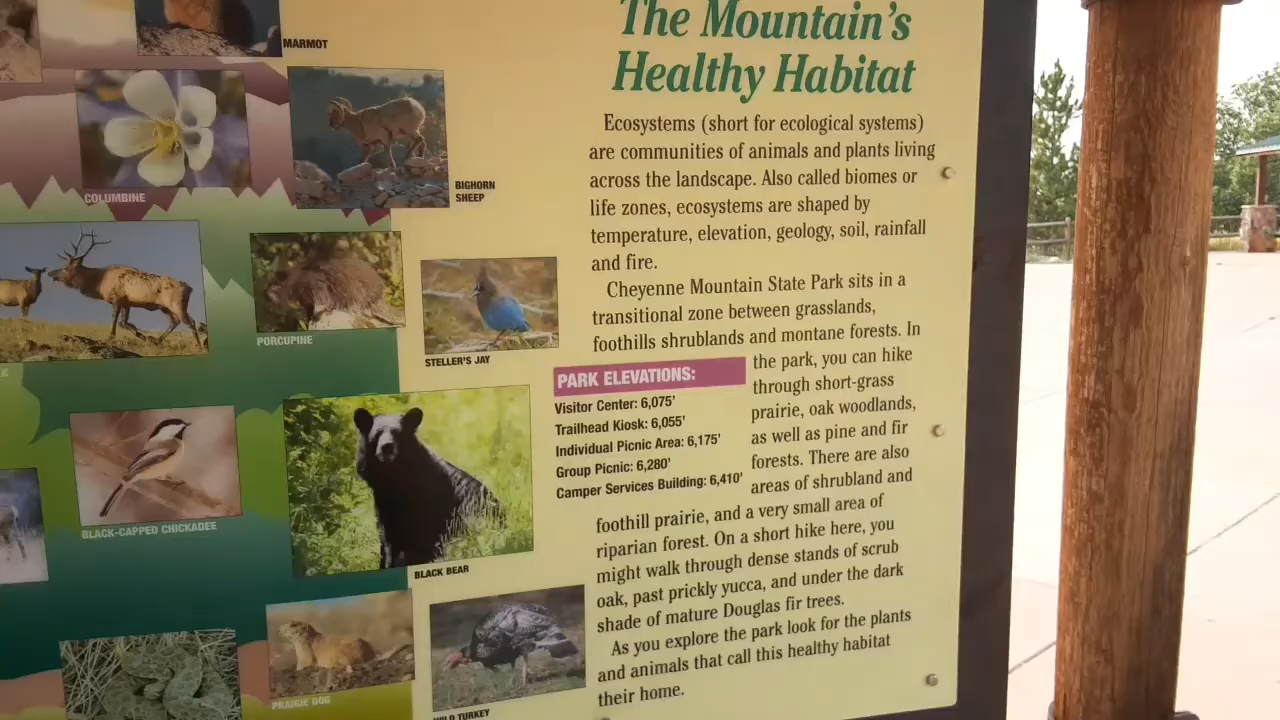 MARMOT
COLUMBINE
BIGHORN
SHEEP
K
PORCUPINE
STELLER'S JAY
BLACK-CAPPED CHICKADEE
BLACK BEAR
PRAIRIE DOG
WILD TURKEY
The Mountain's
Healthy Habitat
Ecosystems (short for ecological systems)
are communities of animals and plants living
across the landscape. Also called biomes or
life zones, ecosystems are shaped by
temperature, elevation, geology, soil, rainfall
and fire.
Cheyenne Mountain State Park sits in a
transitional zone between grasslands,
foothills shrublands and montane forests. In
the park, you can hike
through short-grass
prairie, oak woodlands,
as well as pine and fir
forests. There are also
areas of shrubland and
foothill prairie, and a very small area of
riparian forest. On a short hike here, you
might walk through dense stands of scrub
oak, past prickly yucca, and under the dark
shade of mature Douglas fir trees.
As you explore the park look for the plants
and animals that call this healthy habitat
their home.
PARK ELEVATIONS:
Visitor Center: 6,075'
Trailhead Kiosk: 6,055'
Individual Picnic Area: 6,175'
Group Picnic: 6,280'
Camper Services Building: 6,410'